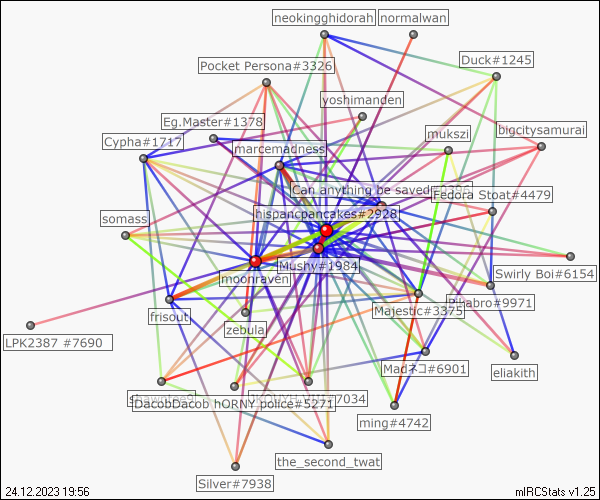 neokingghidorah
normalwan
Duck#1245
Pocket Persona#3326
yoshimanden
Eg.Master#1378
mukszi
bigcitysamurai
Cypha#1717
marcemadness
Can anything be saved
Fedora Stoat#4479
somass
hispancpancakes#2928
Mushy#1984
Swirly Boi#6154
moonraven
#9971
Majestic#3375
frisout
zebula
LPK2387 #7690
Madネコ#6901
eliakith
#7034
DacobDacob hORNY police#5271
ming#4742
the_second_twat
Silver#7938
24.12.2023 19:56
mIRCStats v1.25